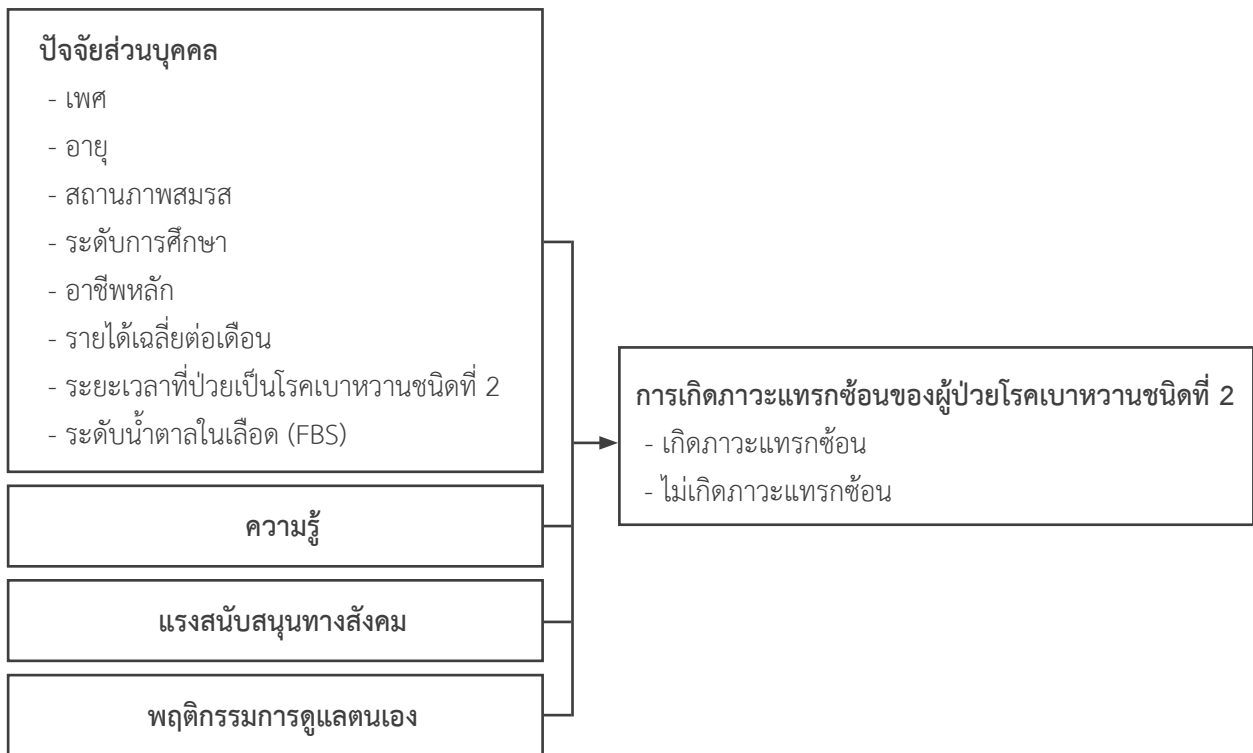 ปัจจัยส่วนบุคคล
- เพศ
- อายุ
- สถานภาพสมรส
- ระดับการศึกษา
- อาชีพหลัก
- รายได้เฉลี่ยต่อเดือน
- ระยะเวลาที่ป่วยเป็นโรคเบาหวานชนิดที่ 2
- ระดับน้ำตาลในเลือด (FBS)
ความรู้
แรงสนับสนุนทางสังคม
พฤติกรรมการดูแลตนเอง
การเกิดภาวะแทรกซ้อนของผู้ป่วยโรคเบาหวานชนิดที่ 2
- เกิดภาวะแทรกซ้อน
- ไม่เกิดภาวะแทรกซ้อน